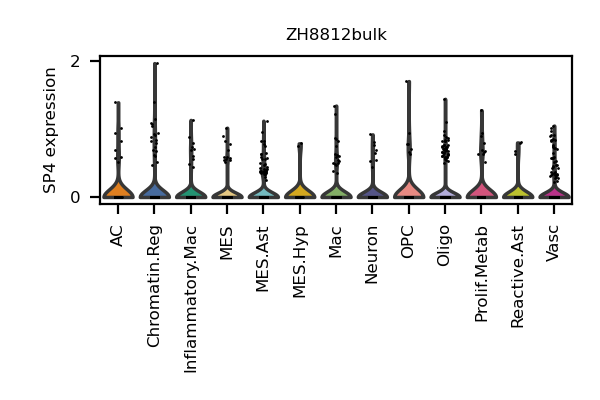 ZH8812bulk
SP4 expression
2
0
AC
Chromatin.Reg
Inflammatory.Mac
MES
MES.Ast
MES.Hyp
Mac
Neuron
OPC
Oligo
Prolif.Metab
Reactive.Ast
Vasc